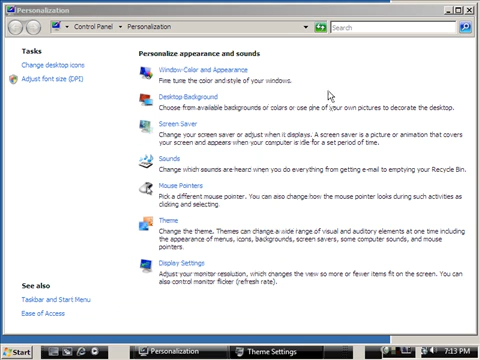 Personalization
Control Panel
Personalization
Search
Tasks
Change desktop icons
Adjust font size (DPI)
Personalize appearance and sounds
Window Color and Appearance
Fine tune the color and style of your windows.
Desktop Background
Choose from available backgrounds or colors or use one of your own pictures to decorate the desktop.
Screen Saver
Change your screen saver or adjust when it displays. A screen saver is a picture or animation that covers
your screen and appears when your computer is idle for a set period of time.
Sounds
Change which sounds are heard when you do everything from getting e-mail to emptying your Recycle Bin.
Mouse Pointers
Pick a different mouse pointer. You can also change how the mouse pointer looks during such activities as
clicking and selecting.
Theme
Change the theme. Themes can change a wide range of visual and auditory elements at one time including
the appearance of menus, icons, backgrounds, screen savers, some computer sounds, and mouse
pointers.
Display Settings
Adjust your monitor resolution, which changes the view so more or fewer items fit on the screen. You can
also control monitor flicker (refresh rate).
See also
Taskbar and Start Menu
Ease of Access
Start
Personalization
Theme Settings
7:13 PM